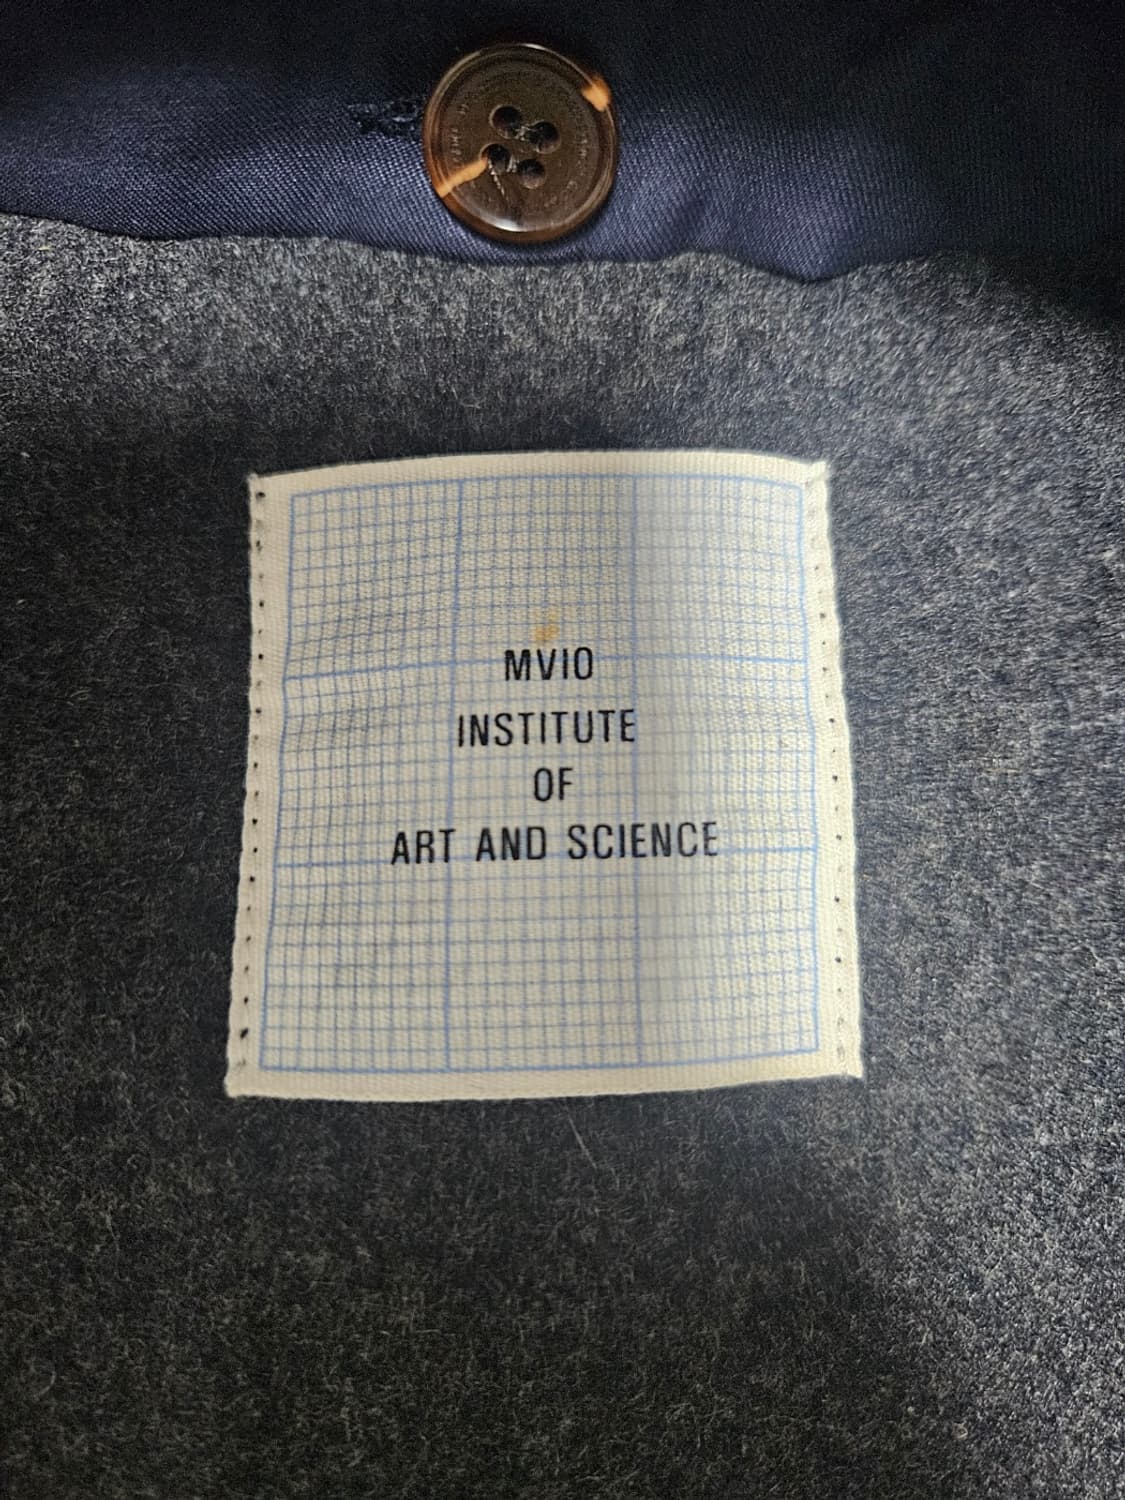 MVIO
INSTITUTE
OF
ART AND SCIENCE